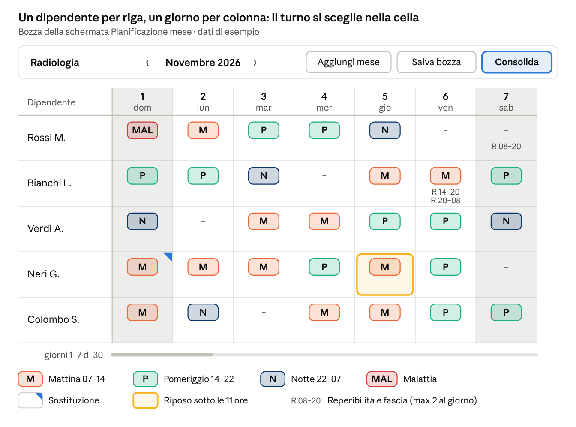 Un dipendente per riga, un giorno per colonna: il turno si sceglie nella cella
Bozza della schermata Pianificazione mese · dati di esempio
Radiologia ‹ Novembre 2026 › Aggiungi mese Salva bozza Consolida
Dipendente 1 2 3 4 5 6 7
dom lun mar mer gio ven sab
Rossi M. MAL M P P N – –
R 08–20
Bianchi L. P P N – M M P
R 14–20
R 20–08
Verdi A. N – M M P P N
Neri G. M M M P M P –
Colombo S. M N – M M P P
giorni 1–7 di 30
M Mattina 07–14 P Pomeriggio 14–22 N Notte 22–07 MAL Malattia
Sostituzione Riposo sotto le 11 ore R 08–20 Reperibilità e fascia (max 2 al giorno)